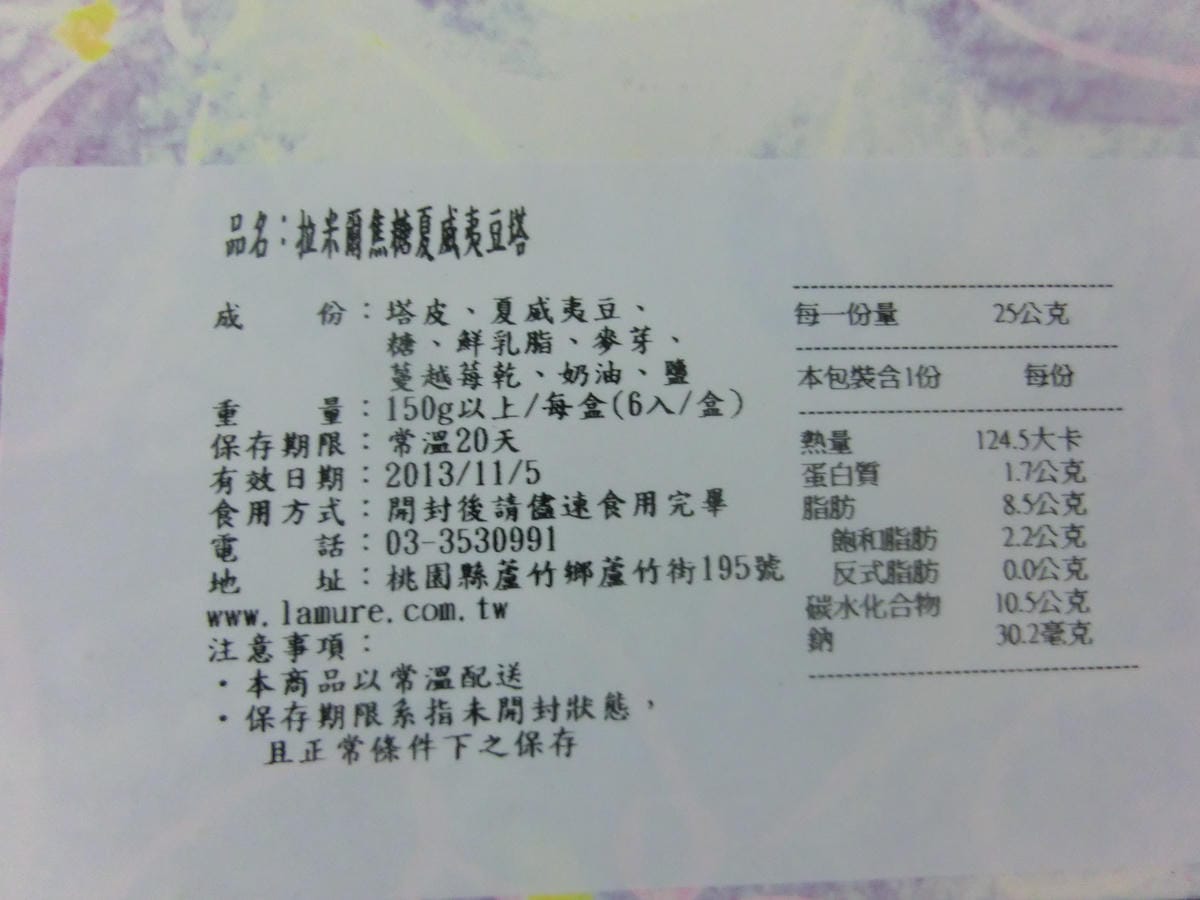 品名：拉米爾焦糖夏威夷豆塔
成份：塔皮、夏威夷豆、
糖、鮮乳脂、麥芽、
蔓越莓乾、奶油、鹽
重量：150g以上/每盒(6入/盒)
保存期限：常溫20天
有效日期：2013/11/5
食用方式：開封後請儘速食用完畢
電話：03-3530991
地址：桃園縣蘆竹鄉蘆竹街195號
www.lamure.com.tw
注意事項：
・本商品以常溫配送
・保存期限系指未開封狀態，
且正常條件下之保存
每一份量 25公克
本包裝含1份 每份
熱量 124.5大卡
蛋白質 1.7公克
脂肪 8.5公克
飽和脂肪 2.2公克
反式脂肪 0.0公克
碳水化合物 10.5公克
鈉 30.2毫克